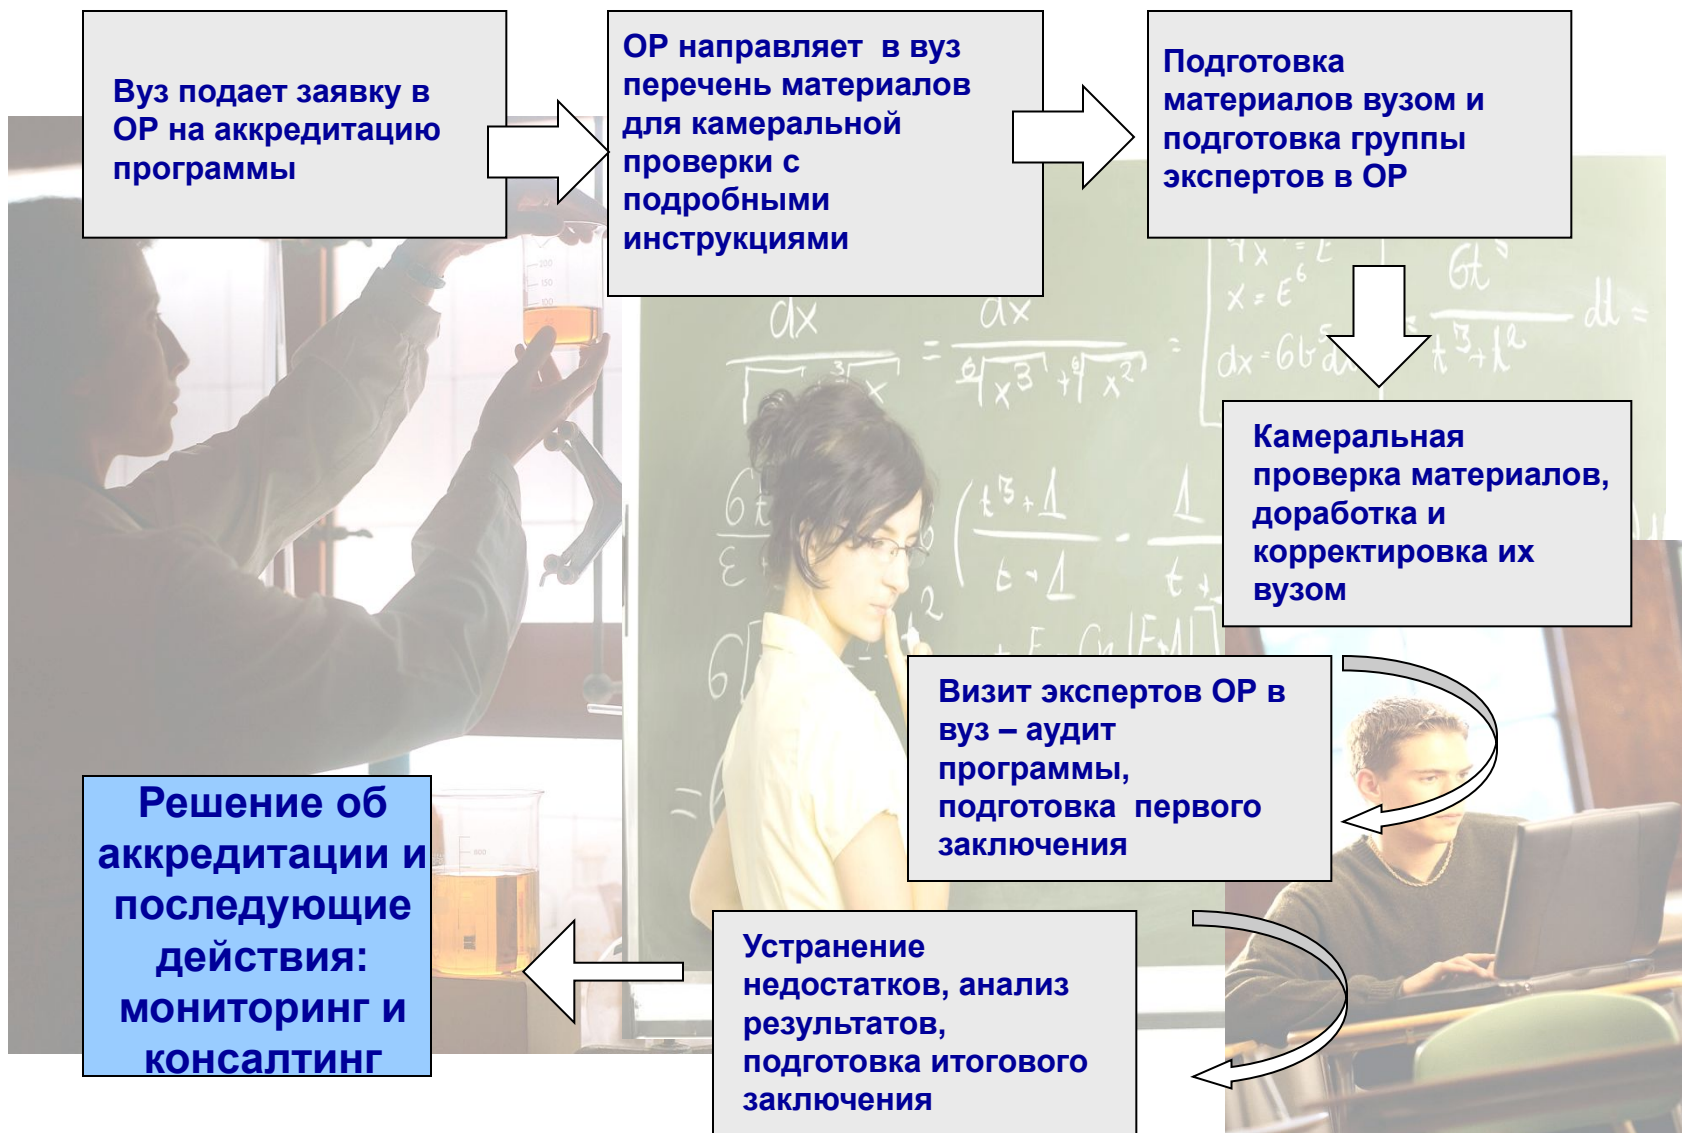 Вуз подает заявку в
ОР на аккредитацию
программы
ОР направляет в вуз
перечень материалов
для камеральной
проверки с
подробными
инструкциями
Подготовка
материалов вузом и
подготовка группы
экспертов в ОР
Камеральная
проверка материалов,
доработка и
корректировка их
вузом
Визит экспертов ОР в
вуз – аудит
программы,
подготовка первого
заключения
Устранение
недостатков, анализ
результатов,
подготовка итогового
заключения
Решение об
аккредитации и
последующие
действия:
мониторинг и
консалтинг